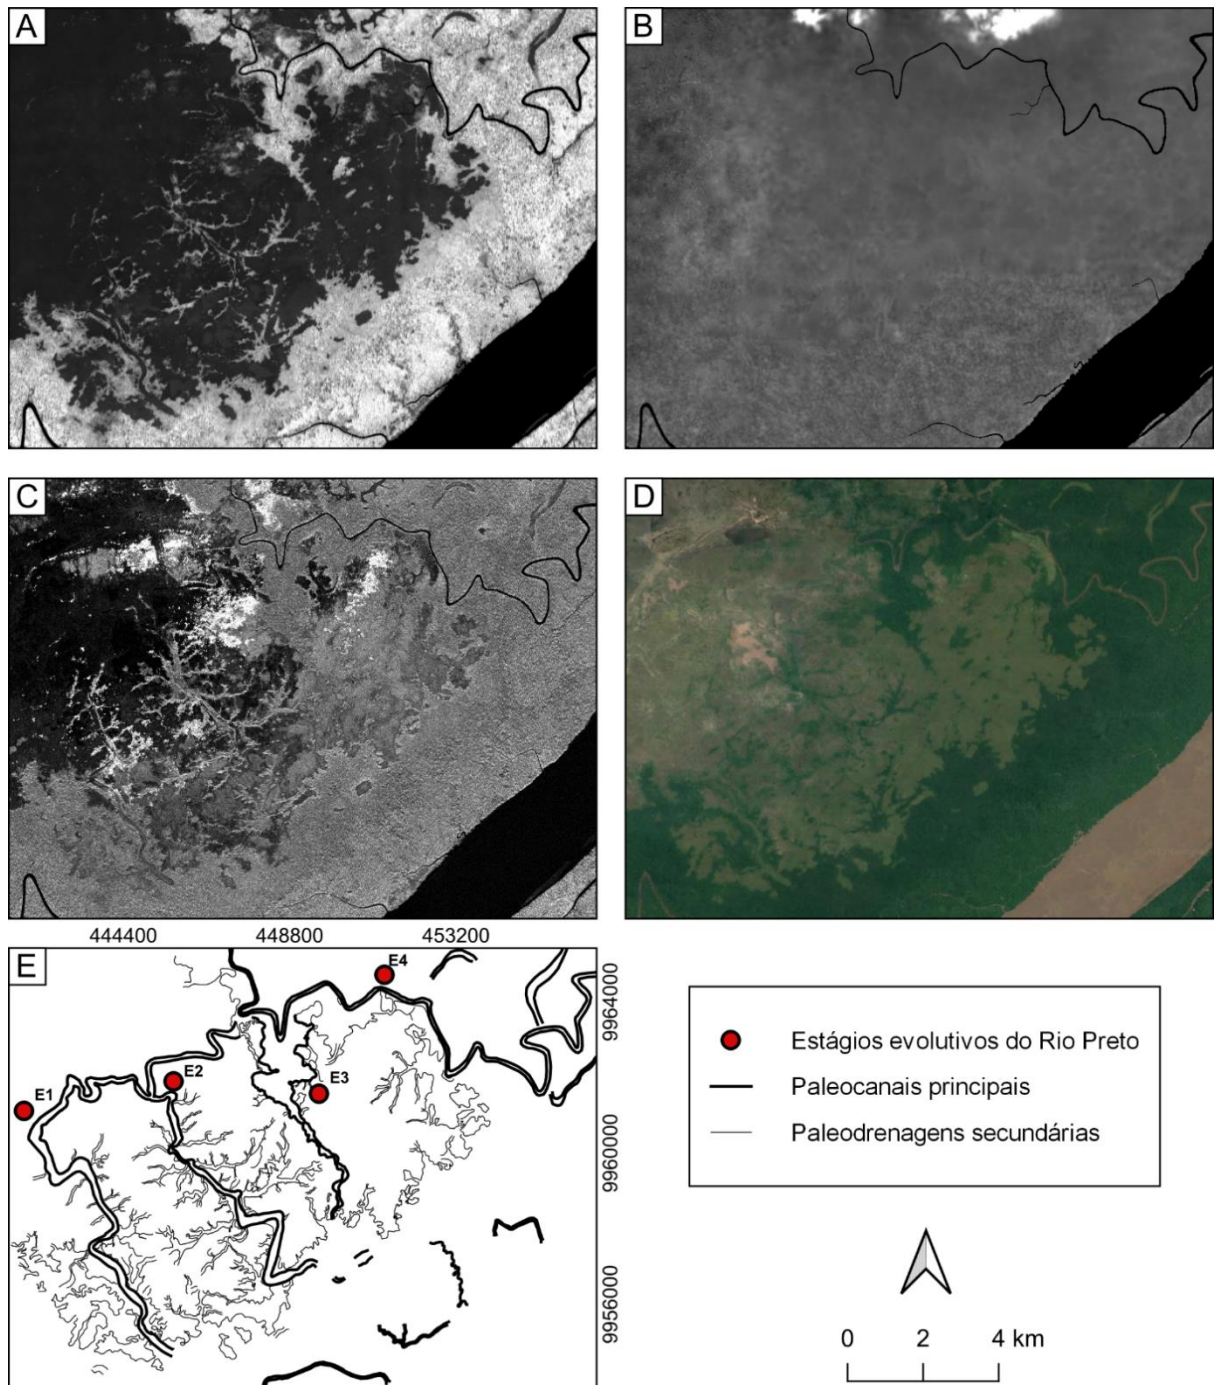 A
B
C
D
444400 448800 453200
E
E1
E2
E3
E4
9964000
9960000
9956000
Estágios evolutivos do Rio Preto
Paleocanais principais
Paleodrenagens secundárias
0 2 4 km